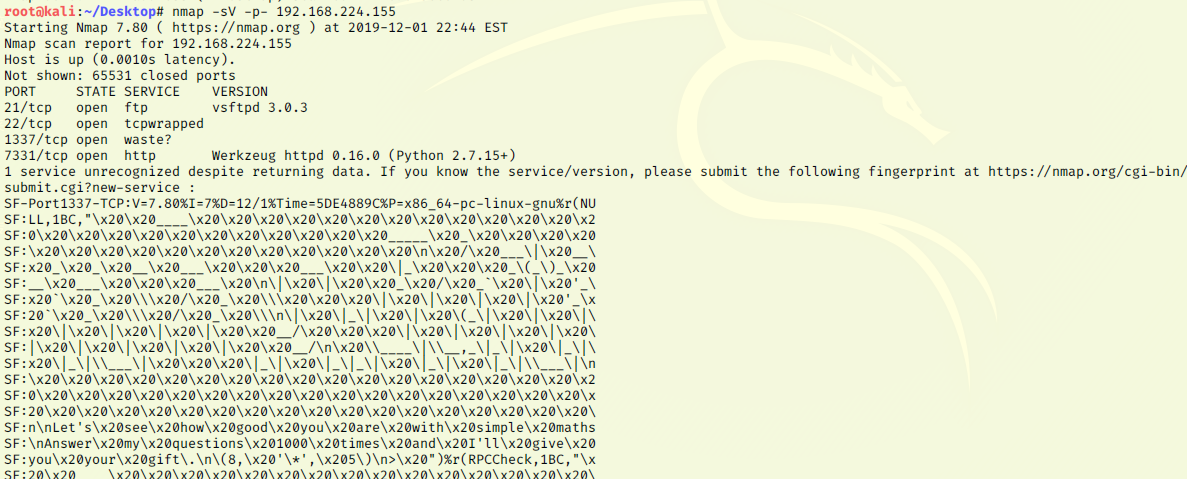 root@kali:~/Desktop# nmap -sV -p- 192.168.224.155
Starting Nmap 7.80 ( https://nmap.org ) at 2019-12-01 22:44 EST
Nmap scan report for 192.168.224.155
Host is up (0.0010s latency).
Not shown: 65531 closed ports
PORT     STATE SERVICE    VERSION
21/tcp   open  ftp        vsftpd 3.0.3
22/tcp   open  tcpwrapped
1337/tcp open  waste?
7331/tcp open  http       Werkzeug httpd 0.16.0 (Python 2.7.15+)
1 service unrecognized despite returning data. If you know the service/version, please submit the following fingerprint at https://nmap.org/cgi-bin/
submit.cgi?new-service :
SF-Port1337-TCP:V=7.80%I=7%D=12/1%Time=5DE4889C%P=x86_64-pc-linux-gnu%r(NU
SF:LL,1BC,"\x20\x20____\x20\x20\x20\x20\x20\x20\x20\x20\x20\x20\x20\x20\x2
SF:0\x20\x20\x20\x20\x20\x20\x20\x20\x20\x20\x20_____\x20_\x20\x20\x20\x20
SF:\x20\x20\x20\x20\x20\x20\x20\x20\x20\x20\x20\x20\n\x20/\x20___\|\x20__\
SF:x20_\x20_\x20__\x20___\x20\x20\x20___\x20\x20\|_\x20\x20\x20_\(_\)_\x20
SF:__\x20___\x20\x20\x20___\x20\n\|\x20\|\x20\x20_\x20/\x20_`\x20\|\x20'_\
SF:x20`\x20_\x20\\\x20/\x20_\x20\\\x20\x20\x20\|\x20\|\x20\|\x20\|\x20'_\x
SF:20`\x20_\x20\\\x20/\x20_\x20\\\n\|\x20\|_\|\x20\|\x20\(_\|\x20\|\x20\|\
SF:x20\|\x20\|\x20\|\x20\|\x20\x20__/\x20\x20\x20\|\x20\|\x20\|\x20\|\x20\
SF:|\x20\|\x20\|\x20\|\x20\|\x20\x20__/\n\x20\\____\|\\__,_\|_\|\x20\|_\|\
SF:x20\|_\|\\___\|\x20\x20\x20\|_\|\x20\|_\|_\|\x20\|_\|\x20\|_\|\\___\|\n
SF:\x20\x20\x20\x20\x20\x20\x20\x20\x20\x20\x20\x20\x20\x20\x20\x20\x20\x2
SF:0\x20\x20\x20\x20\x20\x20\x20\x20\x20\x20\x20\x20\x20\x20\x20\x20\x20\x
SF:20\x20\x20\x20\x20\x20\x20\x20\x20\x20\x20\x20\x20\x20\x20\x20\x20\x20\
SF:n\nLet's\x20see\x20how\x20good\x20you\x20are\x20with\x20simple\x20maths
SF:\nAnswer\x20my\x20questions\x201000\x20times\x20and\x20I'll\x20give\x20
SF:you\x20your\x20gift\.\n\(8,\x20'\*',\x205\)\n>\x20")%r(RPCCheck,1BC,"\x
SF:20\x20____\x20\x20\x20\x20\x20\x20\x20\x20\x20\x20\x20\x20\x20\x20\x20\